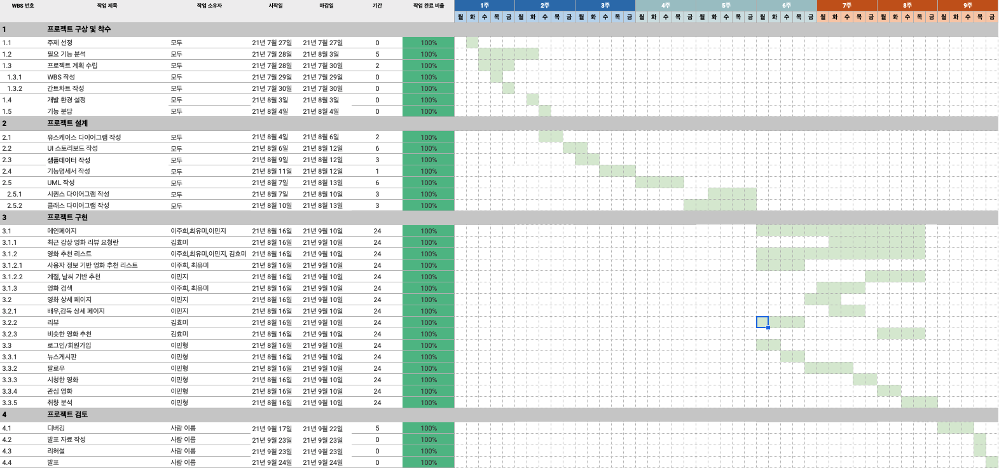 WBS 번호 작업 제목 작업 소유자 시작일 마감일 기간 작업 완료 비율 1주 2주 3주 4주 5주 6주 7주 8주 9주
월 화 수 목 금 월 화 수 목 금 월 화 수 목 금 월 화 수 목 금 월 화 수 목 금 월 화 수 목 금 월 화 수 목 금 월 화 수 목 금 월 화 수 목 금
1 프로젝트 구상 및 착수
1.1 주제 선정 모두 21년 7월 27일 21년 7월 27일 0 100%
1.2 필요 기능 분석 모두 21년 7월 28일 21년 8월 3일 5 100%
1.3 프로젝트 계획 수립 모두 21년 7월 28일 21년 7월 30일 2 100%
1.3.1 WBS 작성 모두 21년 7월 29일 21년 7월 29일 0 100%
1.3.2 간트차트 작성 모두 21년 7월 30일 21년 7월 30일 0 100%
1.4 개발 환경 설정 모두 21년 8월 3일 21년 8월 3일 0 100%
1.5 기능 분담 모두 21년 8월 4일 21년 8월 4일 0 100%
2 프로젝트 설계
2.1 유스케이스 다이어그램 작성 모두 21년 8월 4일 21년 8월 6일 2 100%
2.2 UI 스토리보드 작성 모두 21년 8월 6일 21년 8월 12일 6 100%
2.3 샘플데이터 작성 모두 21년 8월 9일 21년 8월 12일 3 100%
2.4 기능명세서 작성 모두 21년 8월 11일 21년 8월 12일 1 100%
2.5 UML 작성 모두 21년 8월 7일 21년 8월 13일 6 100%
2.5.1 시퀀스 다이어그램 작성 모두 21년 8월 7일 21년 8월 10일 3 100%
2.5.2 클래스 다이어그램 작성 모두 21년 8월 10일 21년 8월 13일 3 100%
3 프로젝트 구현
3.1 메인페이지 이주희,최유미,이민지 21년 8월 16일 21년 9월 10일 24 100%
3.1.1 최근 감상 영화 리뷰 요청란 김효미 21년 8월 16일 21년 9월 10일 24 100%
3.1.2 영화 추천 리스트 이주희,최유미,이민지, 김효미 21년 8월 16일 21년 9월 10일 24 100%
3.1.2.1 사용자 정보 기반 영화 추천 리스트 이주희, 최유미 21년 8월 16일 21년 9월 10일 24 100%
3.1.2.2 계절, 날씨 기반 추천 이민지 21년 8월 16일 21년 9월 10일 24 100%
3.1.3 영화 검색 이주희, 최유미 21년 8월 16일 21년 9월 10일 24 100%
3.2 영화 상세 페이지 이민지 21년 8월 16일 21년 9월 10일 24 100%
3.2.1 배우,감독 상세 페이지 이민지 21년 8월 16일 21년 9월 10일 24 100%
3.2.2 리뷰 김효미 21년 8월 16일 21년 9월 10일 24 100%
3.2.3 비슷한 영화 추천 김효미 21년 8월 16일 21년 9월 10일 24 100%
3.3 로그인/회원가입 이민형 21년 8월 16일 21년 9월 10일 24 100%
3.3.1 뉴스게시판 이민형 21년 8월 16일 21년 9월 10일 24 100%
3.3.2 팔로우 이민형 21년 8월 16일 21년 9월 10일 24 100%
3.3.3 시청한 영화 이민형 21년 8월 16일 21년 9월 10일 24 100%
3.3.4 관심 영화 이민형 21년 8월 16일 21년 9월 10일 24 100%
3.3.5 취향 분석 이민형 21년 8월 16일 21년 9월 10일 24 100%
4 프로젝트 검토
4.1 디버깅 사람 이름 21년 9월 17일 21년 9월 22일 5 100%
4.2 발표 자료 작성 사람 이름 21년 9월 23일 21년 9월 23일 0 100%
4.3 리허설 사람 이름 21년 9월 23일 21년 9월 23일 0 100%
4.4 발표 사람 이름 21년 9월 24일 21년 9월 24일 0 100%